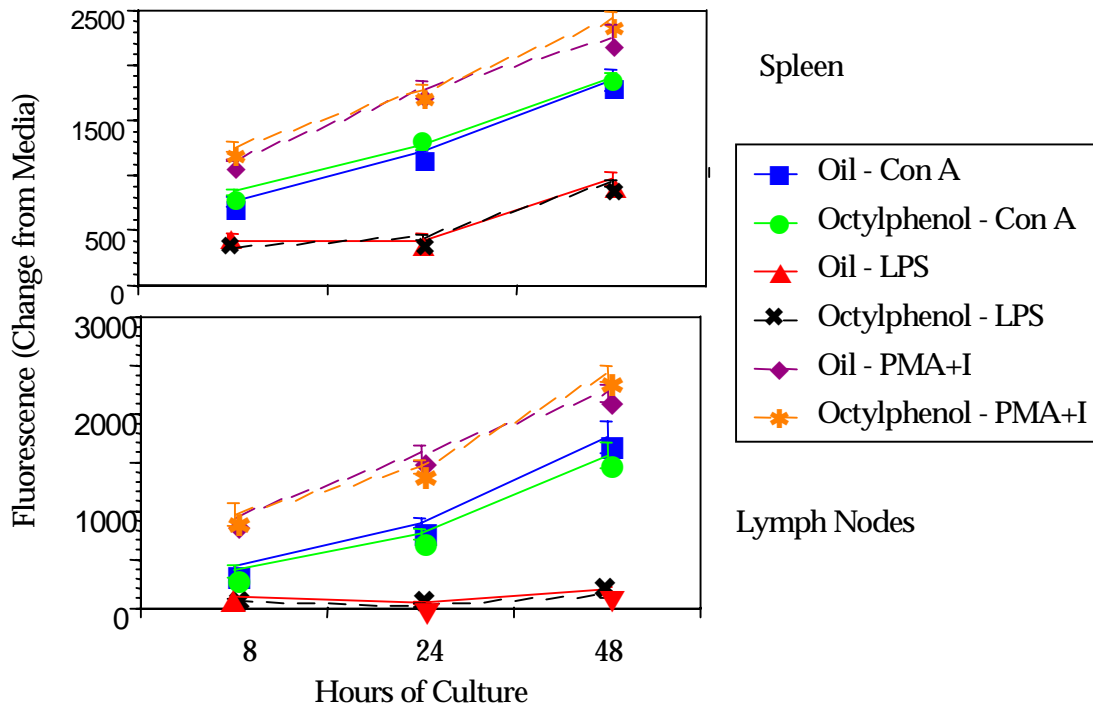 Fluorescence (Change from Media)
2500
1500
500
0
Spleen
Oil - Con A
Octylphenol - Con A
Oil - LPS
Octylphenol - LPS
Oil - PMA+I
Octylphenol - PMA+I
3000
2000
1000
0
Lymph Nodes
8 24 48
Hours of Culture